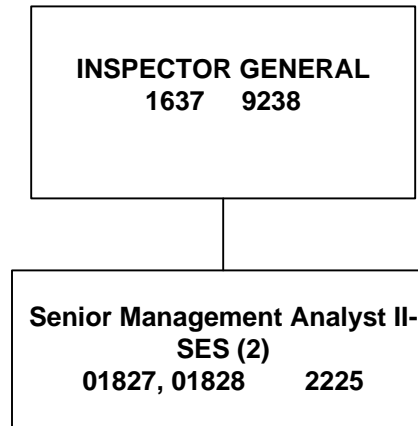 INSPECTOR GENERAL
1637 9238
Senior Management Analyst II-
SES (2)
01827, 01828 2225